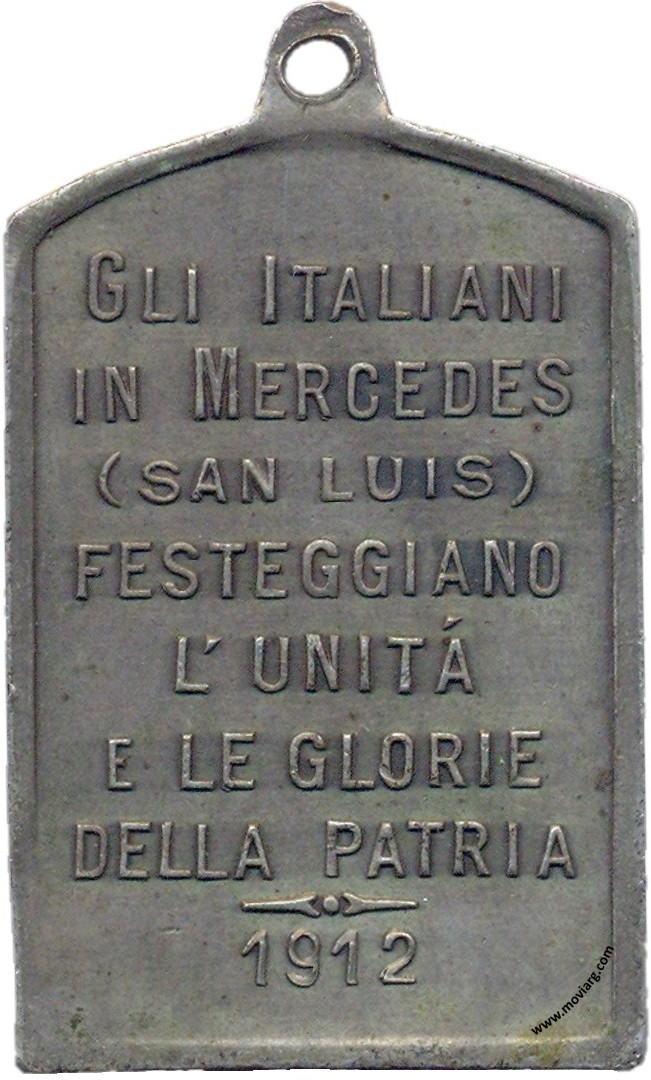 GLI ITALIANI
IN MERCEDES
(SAN LUIS)
FESTEGGIANO
L'UNITÁ
E LE GLORIE
DELLA PATRIA
1912
www.moviarg.com